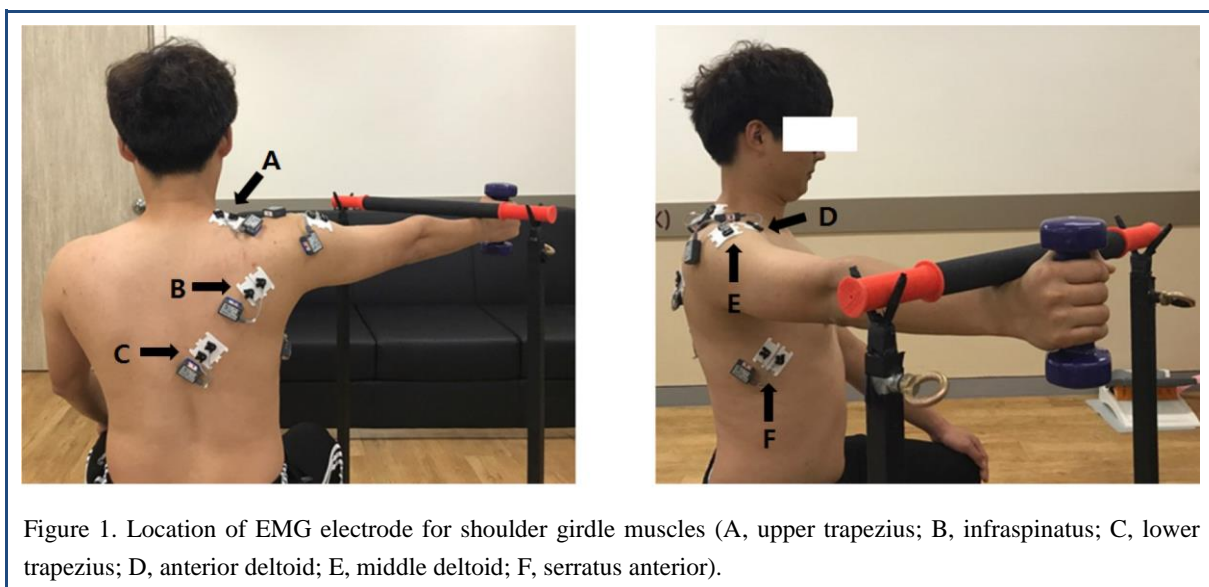 A
B
C
K)
D
E
F
Figure 1. Location of EMG electrode for shoulder girdle muscles (A, upper trapezius; B, infraspinatus; C, lower
trapezius; D, anterior deltoid; E, middle deltoid; F, serratus anterior).